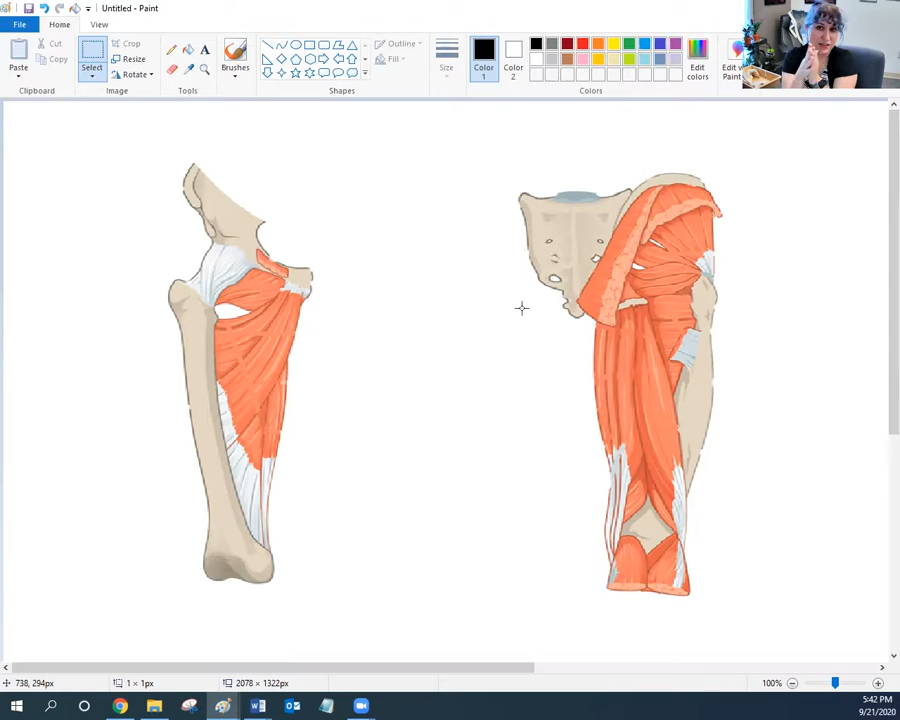 Untitled - Paint
File Home View
Paste
Cut
Copy
Clipboard
Select
Crop
Resize
Rotate
Image
A
Tools
Brushes
Shapes
Outline
Fill
Size
Color 1
Color 2
Colors
Edit colors
Edit w
Paint
738, 294px 1 × 1px 2078 × 1322px 100%
5:42 PM
9/21/2020